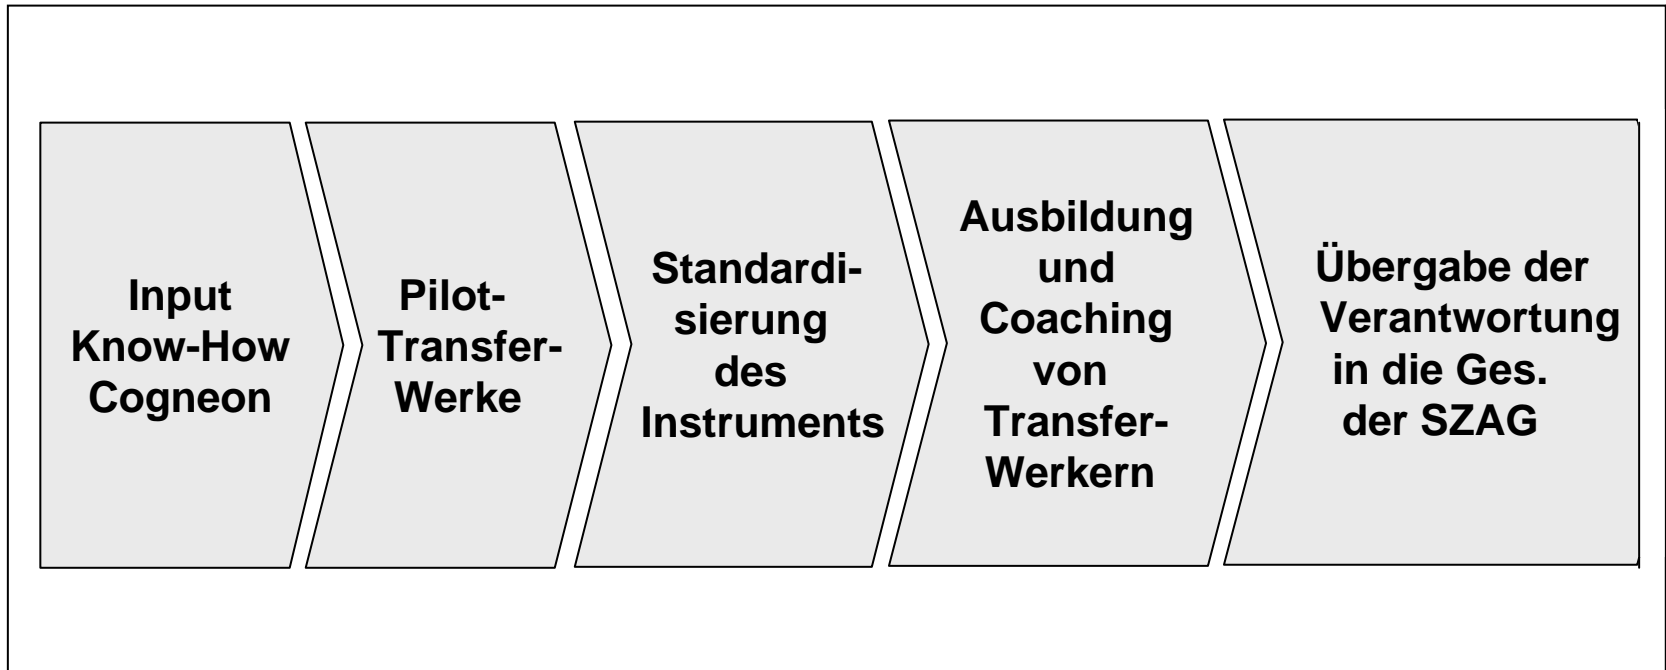 Input
Know-How
Cogneon
Pilot-
Transfer-
Werke
Standardi-
sierung
des
Instruments
Ausbildung
und
Coaching
von
Transfer-
Werkern
Übergabe der
Verantwortung
in die Ges.
der SZAG